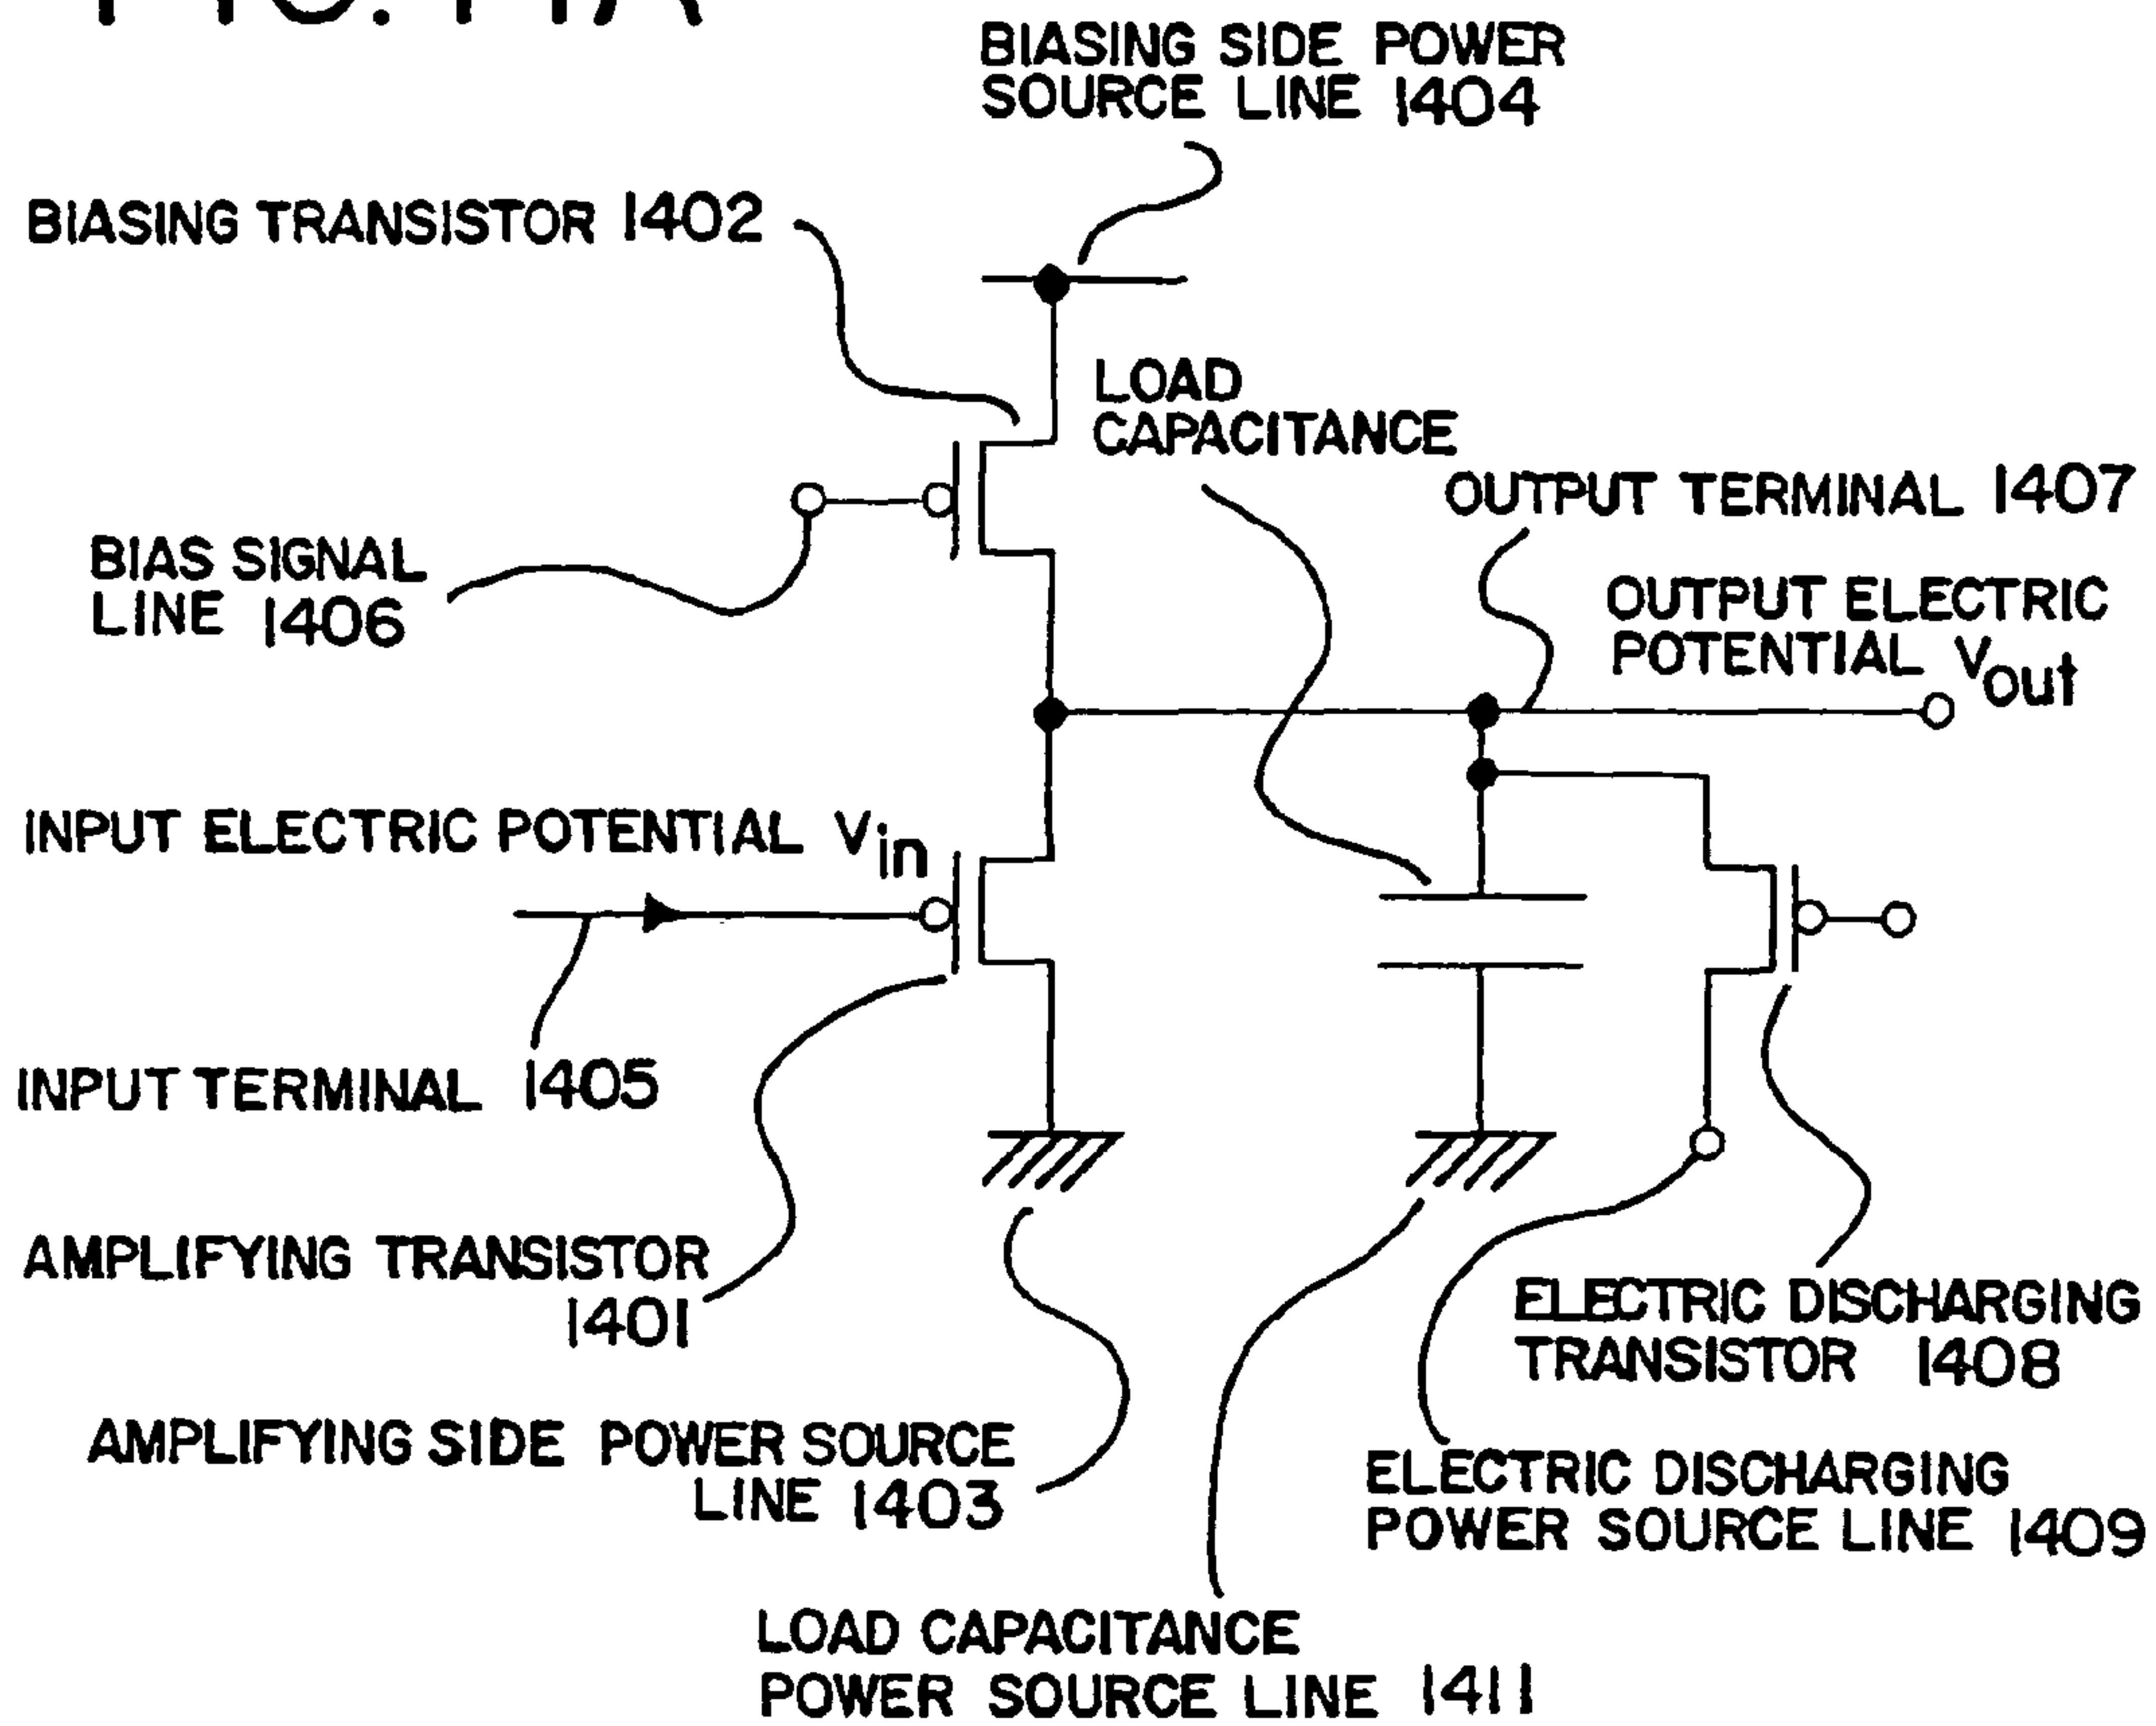 BIASING SIDE POWER
SOURCE LINE 1404
BIASING TRANSISTOR 1402
LOAD
CAPACITANCE
OUTPUT TERMINAL 1407
BIAS SIGNAL
LINE 1406
OUTPUT ELECTRIC
POTENTIAL Vout
INPUT ELECTRIC POTENTIAL Vin
INPUT TERMINAL 1405
AMPLIFYING TRANSISTOR
1401
ELECTRIC DISCHARGING
TRANSISTOR 1408
AMPLIFYING SIDE POWER SOURCE
LINE 1403
ELECTRIC DISCHARGING
POWER SOURCE LINE 1409
LOAD CAPACITANCE
POWER SOURCE LINE 1411